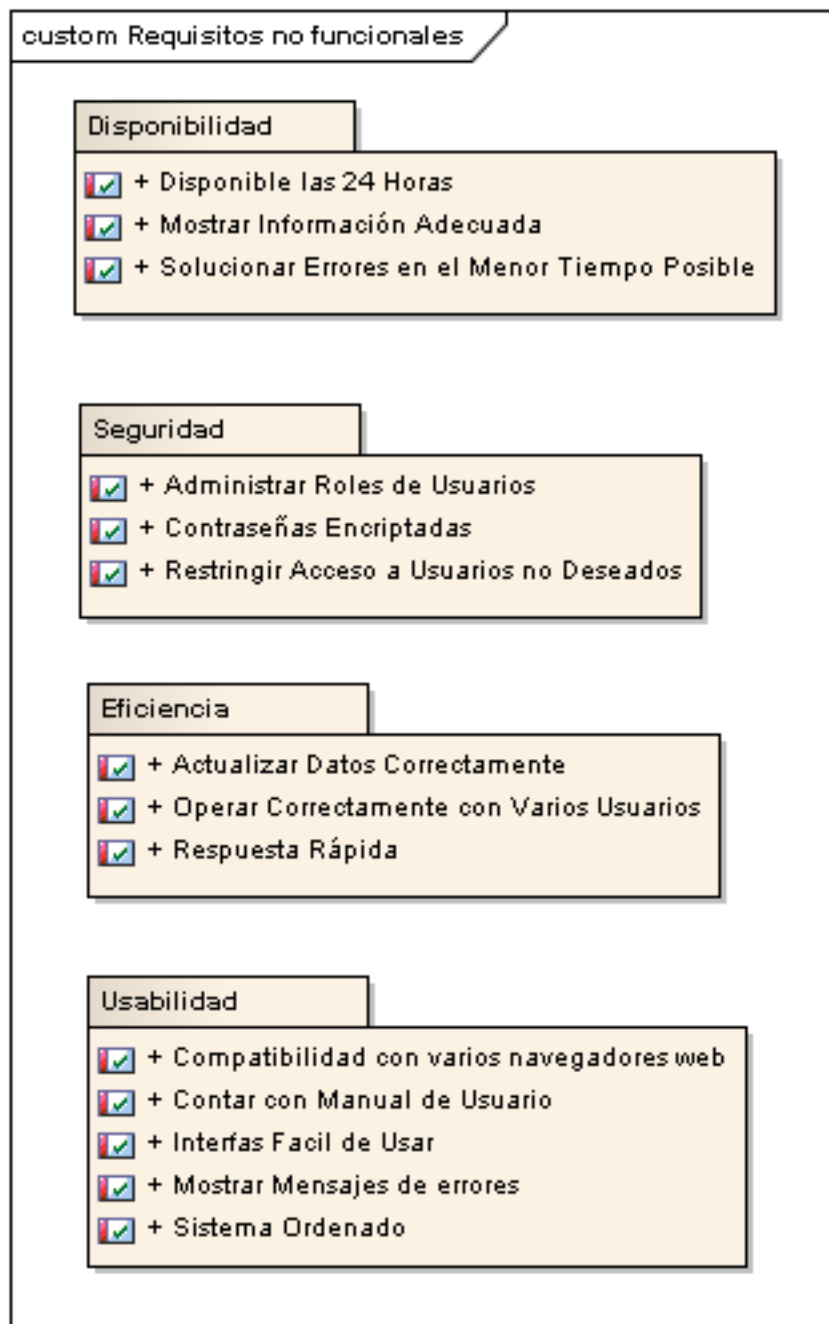 custom Requisitos no funcionales
Disponibilidad
+ Disponible las 24 Horas
+ Mostrar Información Adecuada
+ Solucionar Errores en el Menor Tiempo Posible
Seguridad
+ Administrar Roles de Usuarios
+ Contraseñas Encriptadas
+ Restringir Acceso a Usuarios no Deseados
Eficiencia
+ Actualizar Datos Correctamente
+ Operar Correctamente con Varios Usuarios
+ Respuesta Rápida
Usabilidad
+ Compatibilidad con varios navegadores web
+ Contar con Manual de Usuario
+ Interfas Facil de Usar
+ Mostrar Mensajes de errores
+ Sistema Ordenado